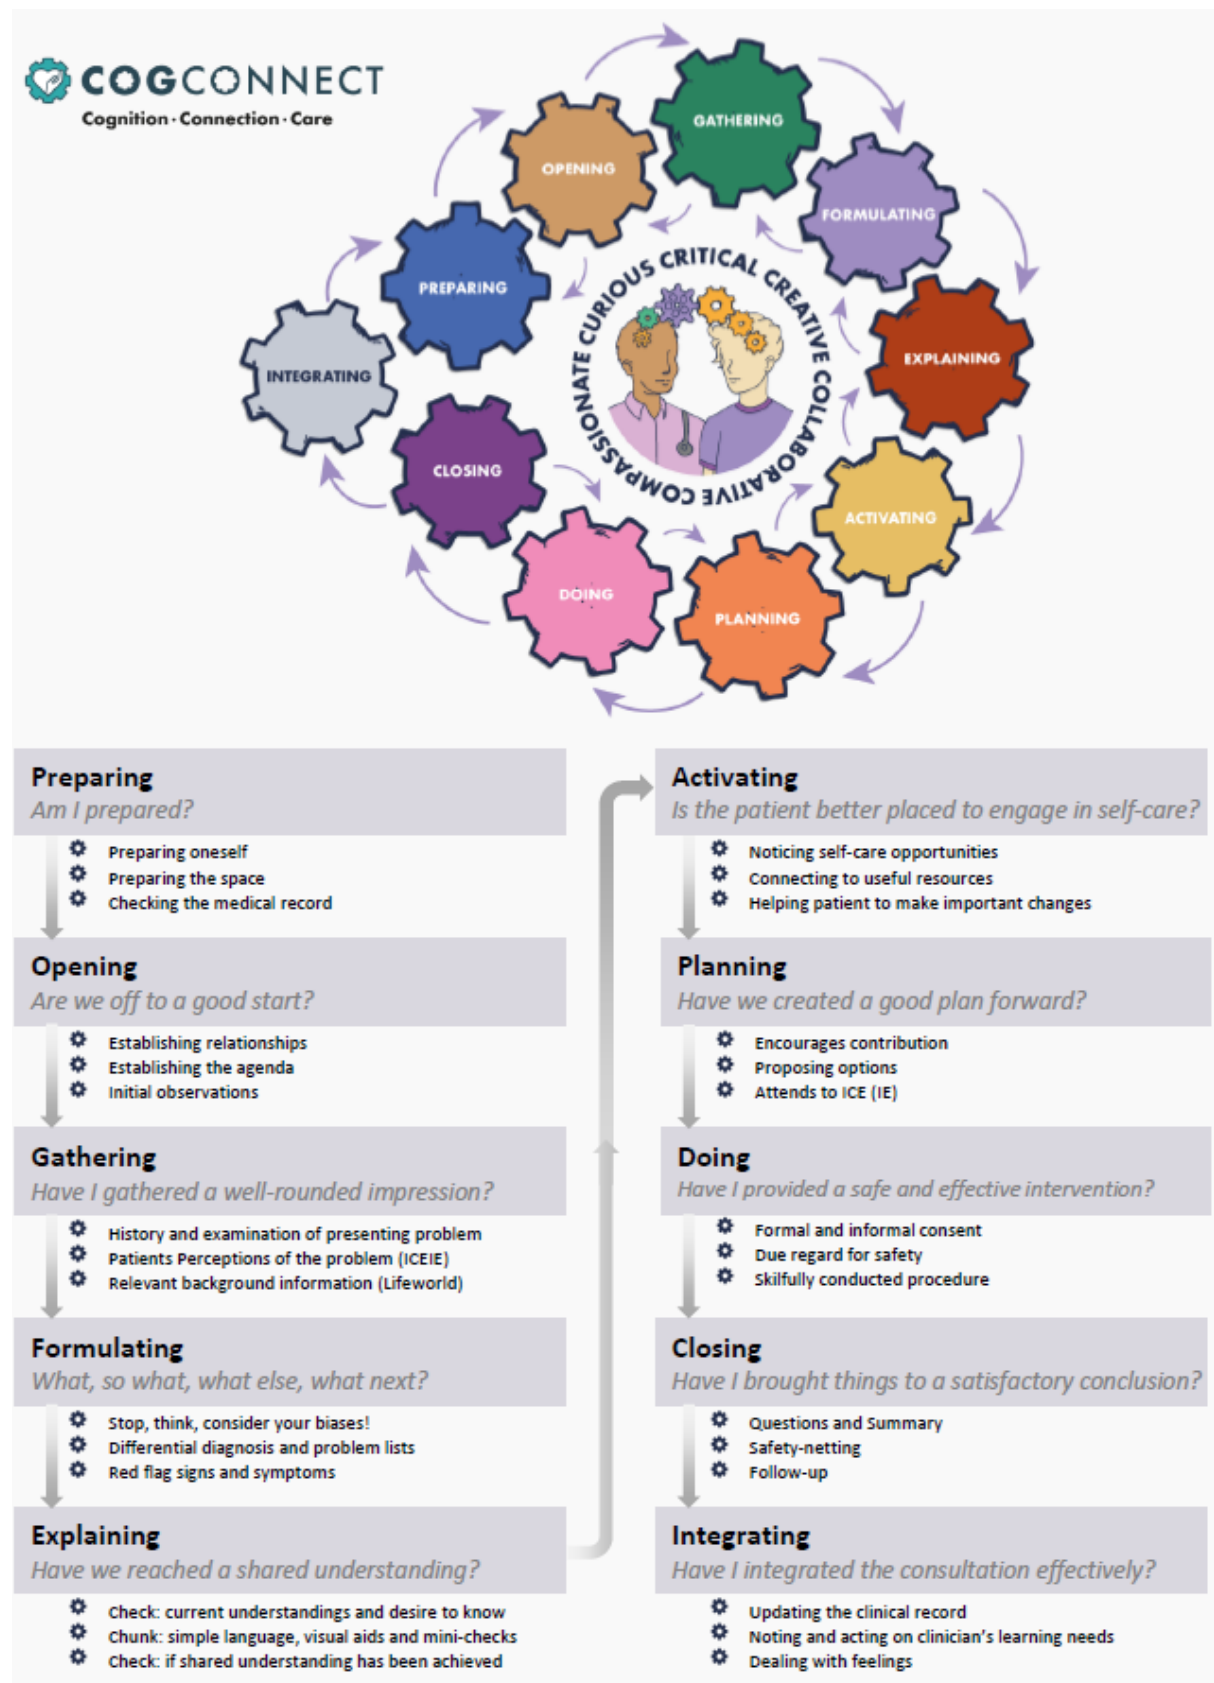 COGCONNECT
Cognition · Connection · Care
GATHERING
OPENING
FORMULATING
PREPARING
EXPLAINING
INTEGRATING
CLOSING
ACTIVATING
DOING
PLANNING
COMPASSIONATE CURIOUS CRITICAL CREATIVE COLLABORATIVE
Preparing
Am I prepared?
Preparing oneself
Preparing the space
Checking the medical record
Opening
Are we off to a good start?
Establishing relationships
Establishing the agenda
Initial observations
Gathering
Have I gathered a well-rounded impression?
History and examination of presenting problem
Patients Perceptions of the problem (ICEIE)
Relevant background information (Lifeworld)
Formulating
What, so what, what else, what next?
Stop, think, consider your biases!
Differential diagnosis and problem lists
Red flag signs and symptoms
Explaining
Have we reached a shared understanding?
Check: current understandings and desire to know
Chunk: simple language, visual aids and mini-checks
Check: if shared understanding has been achieved
Activating
Is the patient better placed to engage in self-care?
Noticing self-care opportunities
Connecting to useful resources
Helping patient to make important changes
Planning
Have we created a good plan forward?
Encourages contribution
Proposing options
Attends to ICE (IE)
Doing
Have I provided a safe and effective intervention?
Formal and informal consent
Due regard for safety
Skilfully conducted procedure
Closing
Have I brought things to a satisfactory conclusion?
Questions and Summary
Safety-netting
Follow-up
Integrating
Have I integrated the consultation effectively?
Updating the clinical record
Noting and acting on clinician's learning needs
Dealing with feelings